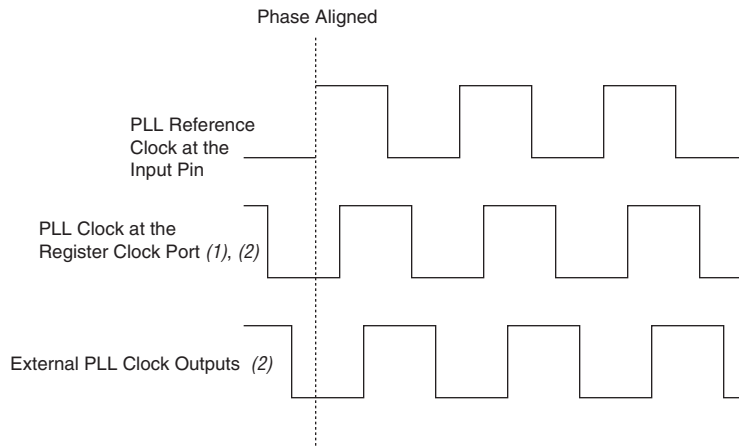 Phase Aligned
PLL Reference
Clock at the
Input Pin
PLL Clock at the
Register Clock Port (1), (2)
External PLL Clock Outputs (2)